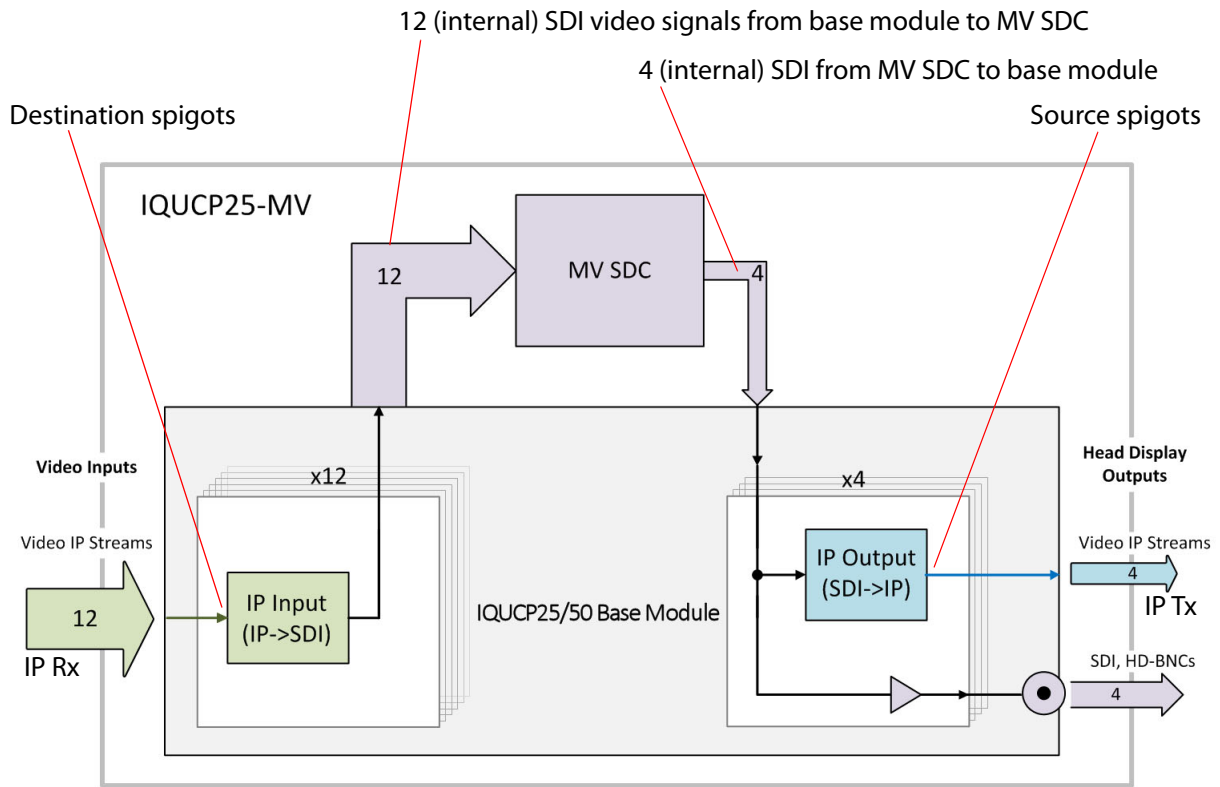 12 (internal) SDI video signals from base module to MV SDC
4 (internal) SDI from MV SDC to base module
Destination spigots
Source spigots
IQUCP25-MV
12
MV SDC
4
Video Inputs
x12
x4
Head Display
Outputs
Video IP Streams
12
IP Rx
IP Input
(IP->SDI)
IQUCP25/50 Base Module
IP Output
(SDI->IP)
Video IP Streams
4
IP Tx
SDI, HD-BNCs
4